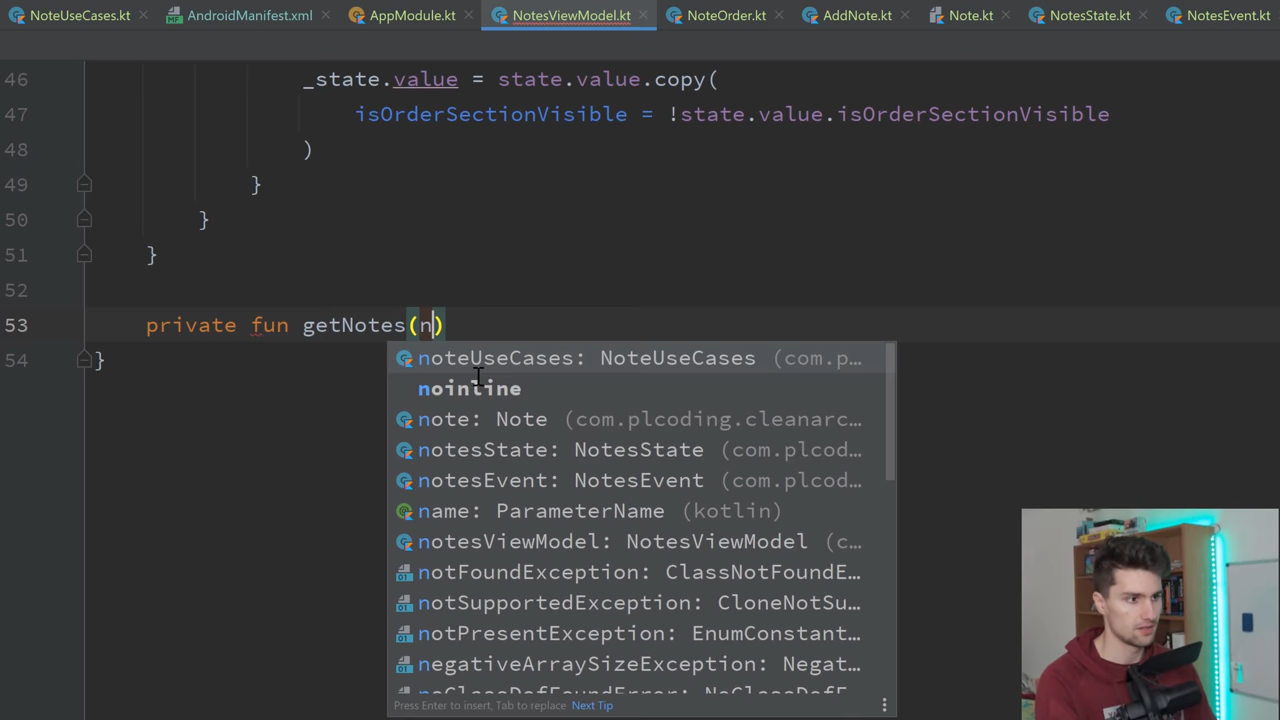 NoteUseCases.kt AndroidManifest.xml AppModule.kt NotesViewModel.kt NoteOrder.kt AddNote.kt Note.kt NotesState.kt NotesEvent.kt
46 _state.value = state.value.copy(
47 isOrderSectionVisible = !state.value.isOrderSectionVisible
48 )
49 }
50 }
51 }
52
53 private fun getNotes(n)
54 }
noteUseCases: NoteUseCases (com.p…
noinline
note: Note (com.plcoding.cleanarc…
notesState: NotesState (com.plcod…
notesEvent: NotesEvent (com.plcod…
name: ParameterName (kotlin)
notesViewModel: NotesViewModel (c…
notFoundException: ClassNotFoundE…
notSupportedException: CloneNotSu…
notPresentException: EnumConstant…
negativeArraySizeException: Negat…
noClassDefFoundError: NoClassDefF…
Press Enter to insert, Tab to replace Next Tip